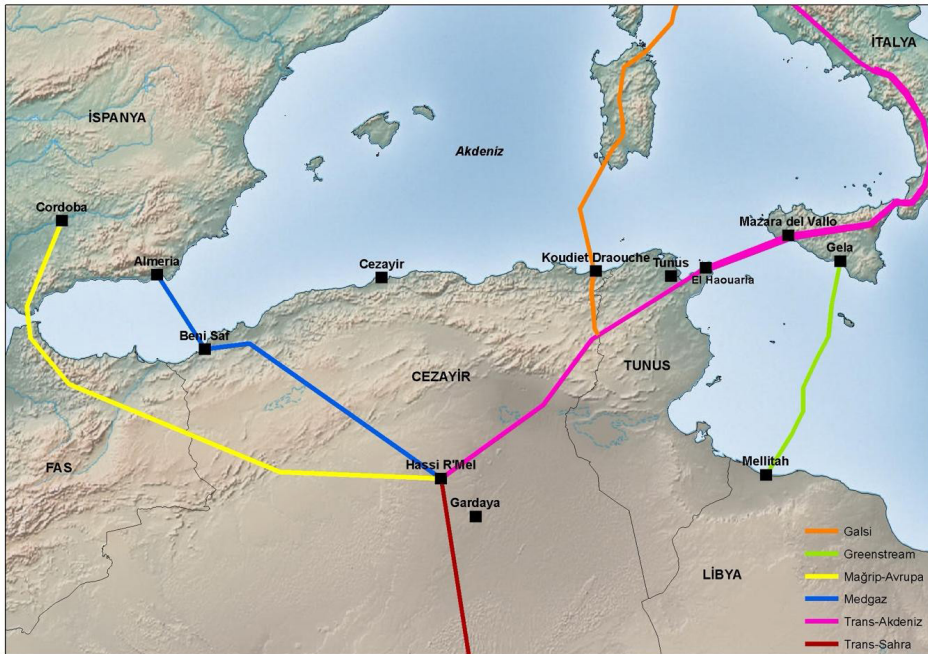 İTALYA
İSPANYA
Akdeniz
Cordoba
Mazara del Vallo
Almeria
Cezayir
Koudiet Draouche
Tunus
Gela
El Haouaria
Beni Saf
CEZAYİR
TUNUS
FAS
Hassi R'Mel
Mellitah
Gardaya
LİBYA
Galsi
Greenstream
Mağrip-Avrupa
Medgaz
Trans-Akdeniz
Trans-Sahra